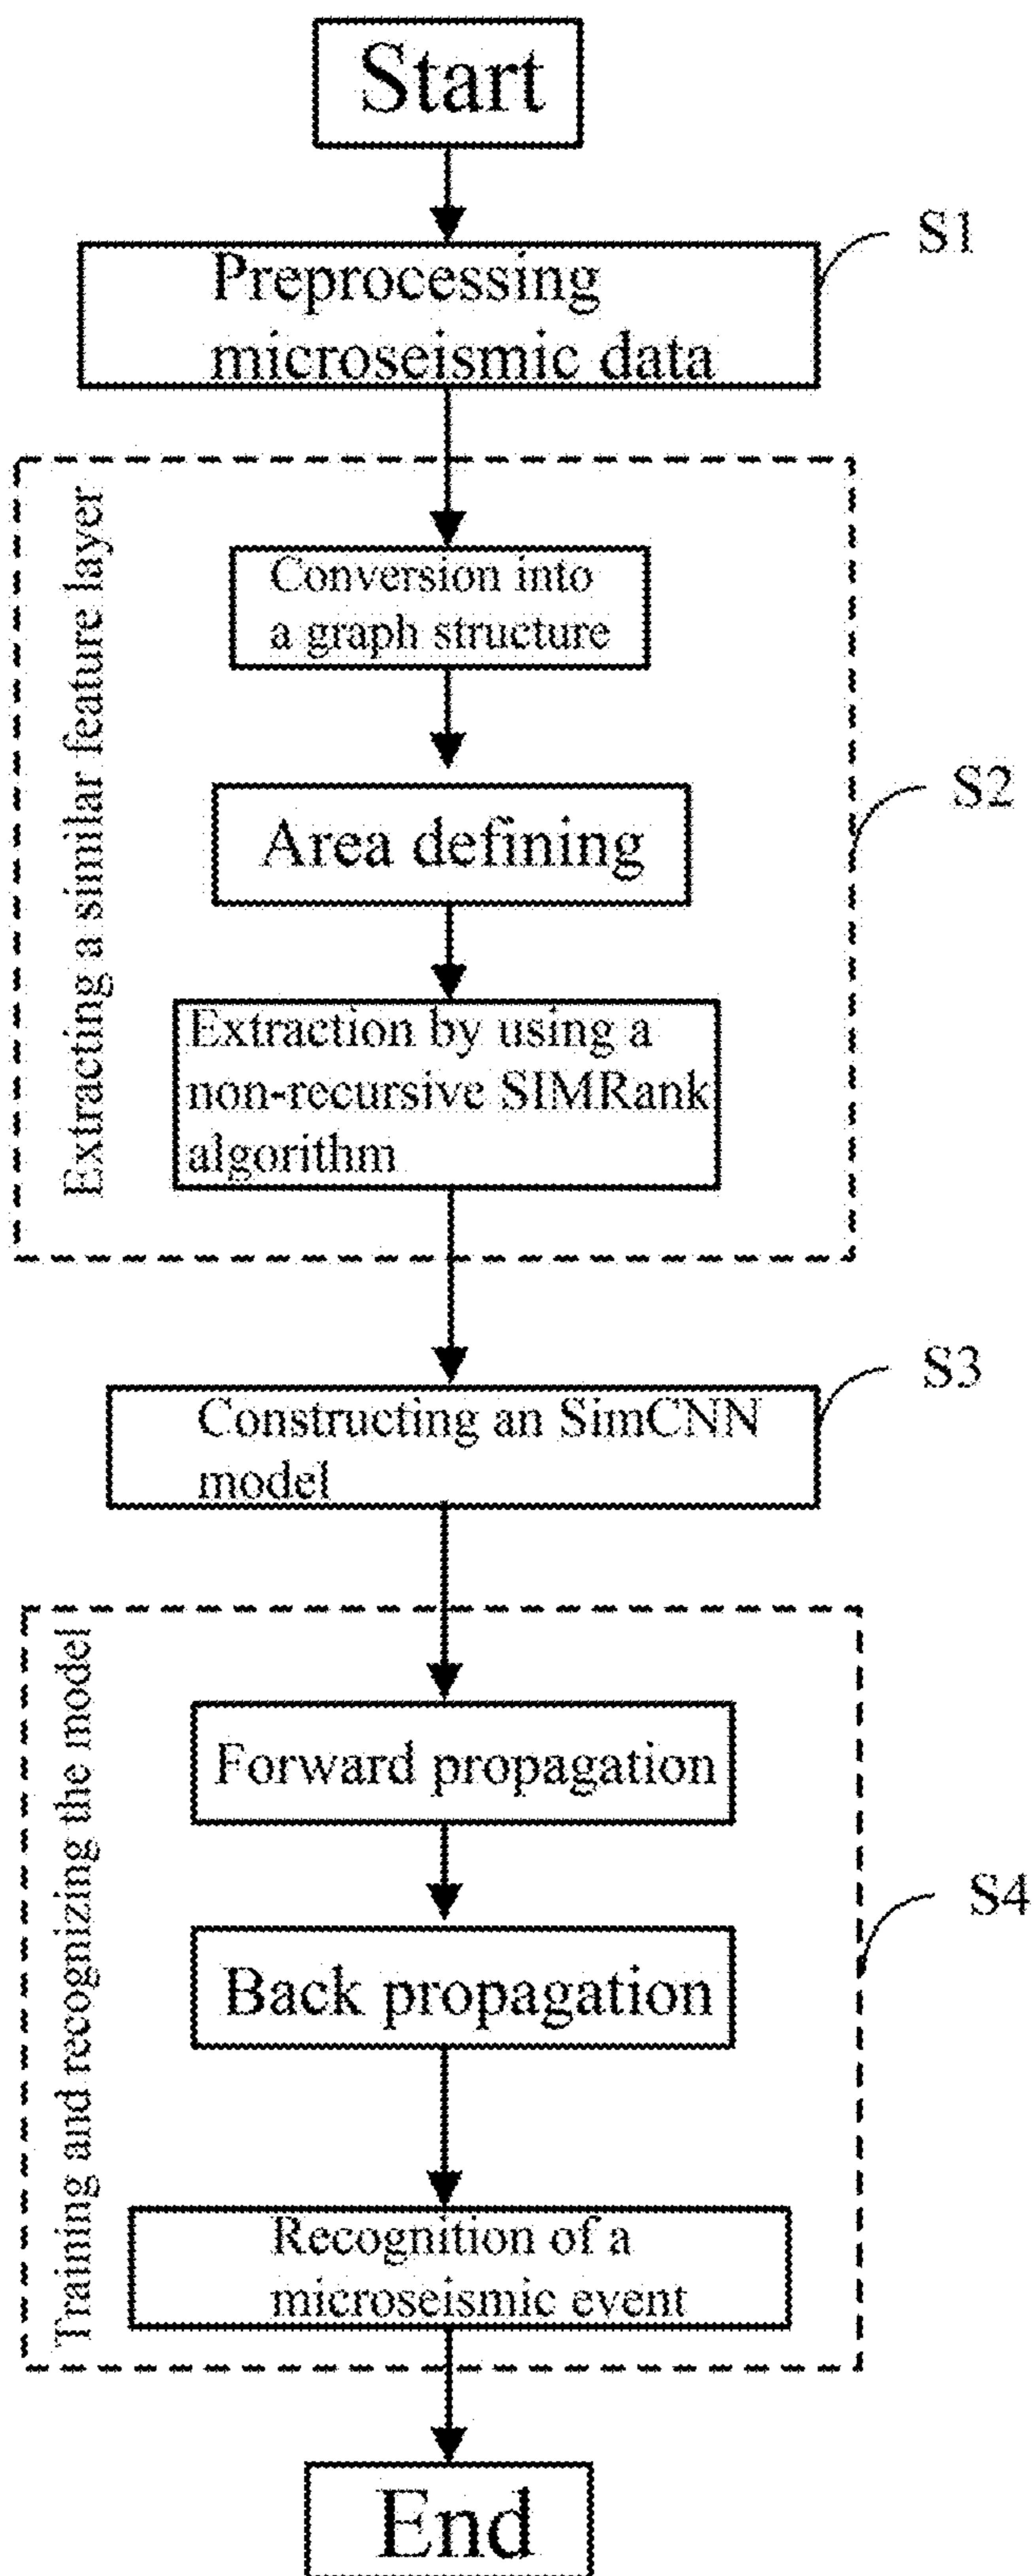 Start
S1
Preprocessing
microseismic data
Extracting a similar feature layer
Conversion into
a graph structure
S2
Area defining
Extraction by using a
non-recursive SIMRank
algorithm
S3
Constructing an SimCNN
model
Training and recognizing the model
Forward propagation
S4
Back propagation
Recognition of a
microseismic event
End